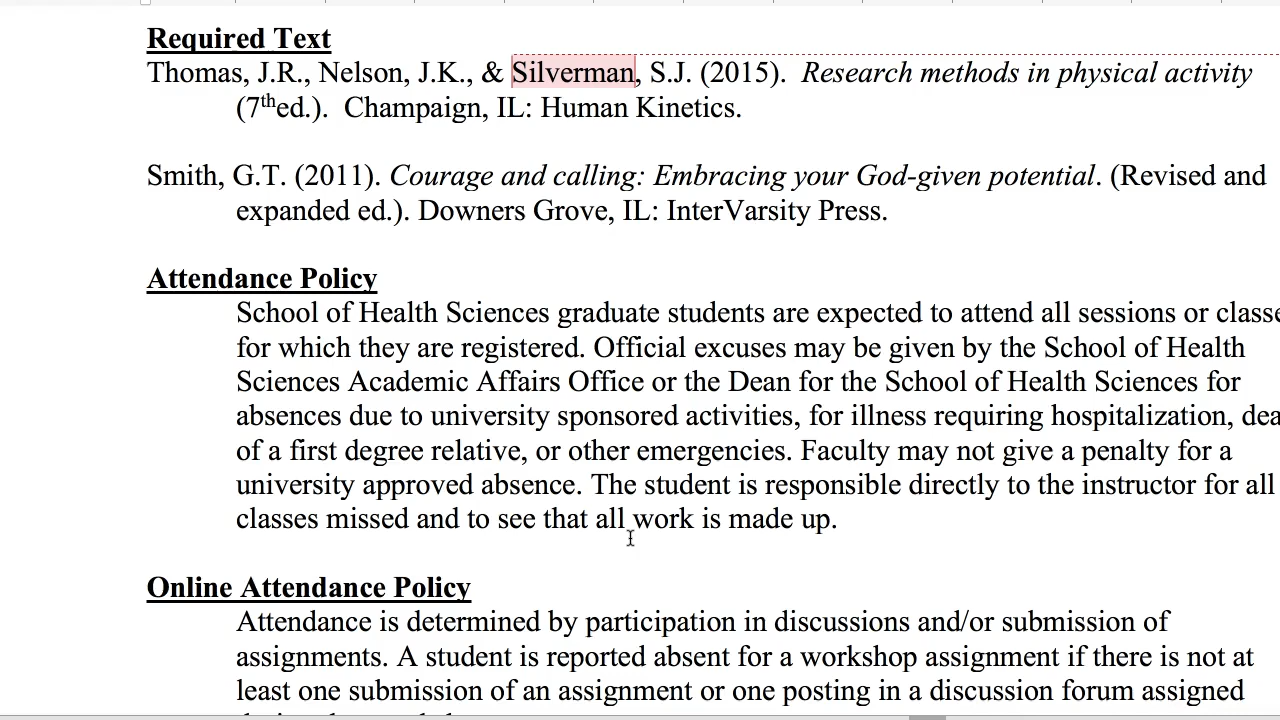 Required Text
Thomas, J.R., Nelson, J.K., & Silverman, S.J. (2015).  Research methods in physical activity
(7thed.).  Champaign, IL: Human Kinetics.
Smith, G.T. (2011). Courage and calling: Embracing your God-given potential. (Revised and
expanded ed.). Downers Grove, IL: InterVarsity Press.
Attendance Policy
School of Health Sciences graduate students are expected to attend all sessions or
for which they are registered. Official excuses may be given by the School of Health
Sciences Academic Affairs Office or the Dean for the School of Health Sciences for
absences due to university sponsored activities, for illness requiring hospitalization,
of a first degree relative, or other emergencies. Faculty may not give a penalty for a
university approved absence. The student is responsible directly to the instructor for all
classes missed and to see that all work is made up.
Online Attendance Policy
Attendance is determined by participation in discussions and/or submission of
assignments. A student is reported absent for a workshop assignment if there is not at
least one submission of an assignment or one posting in a discussion forum assigned